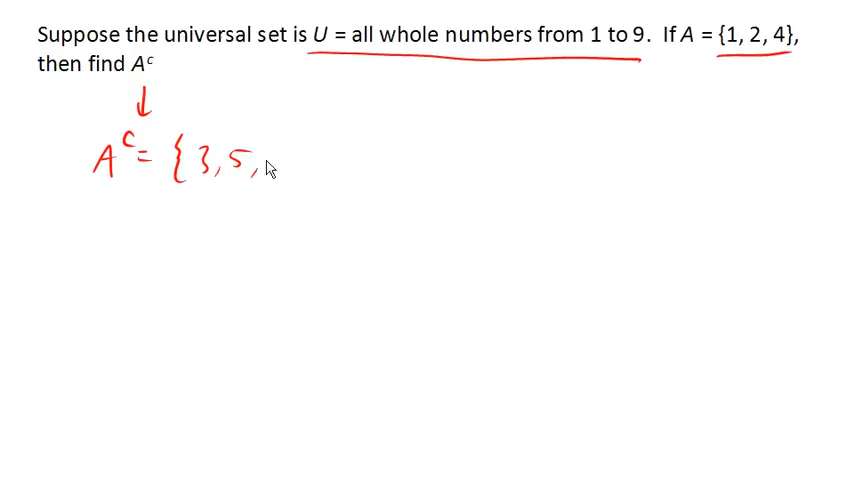 Suppose the universal set is U = all whole numbers from 1 to 9.  If A = {1, 2, 4},
then find Aᶜ
Aᶜ = { 3, 5,